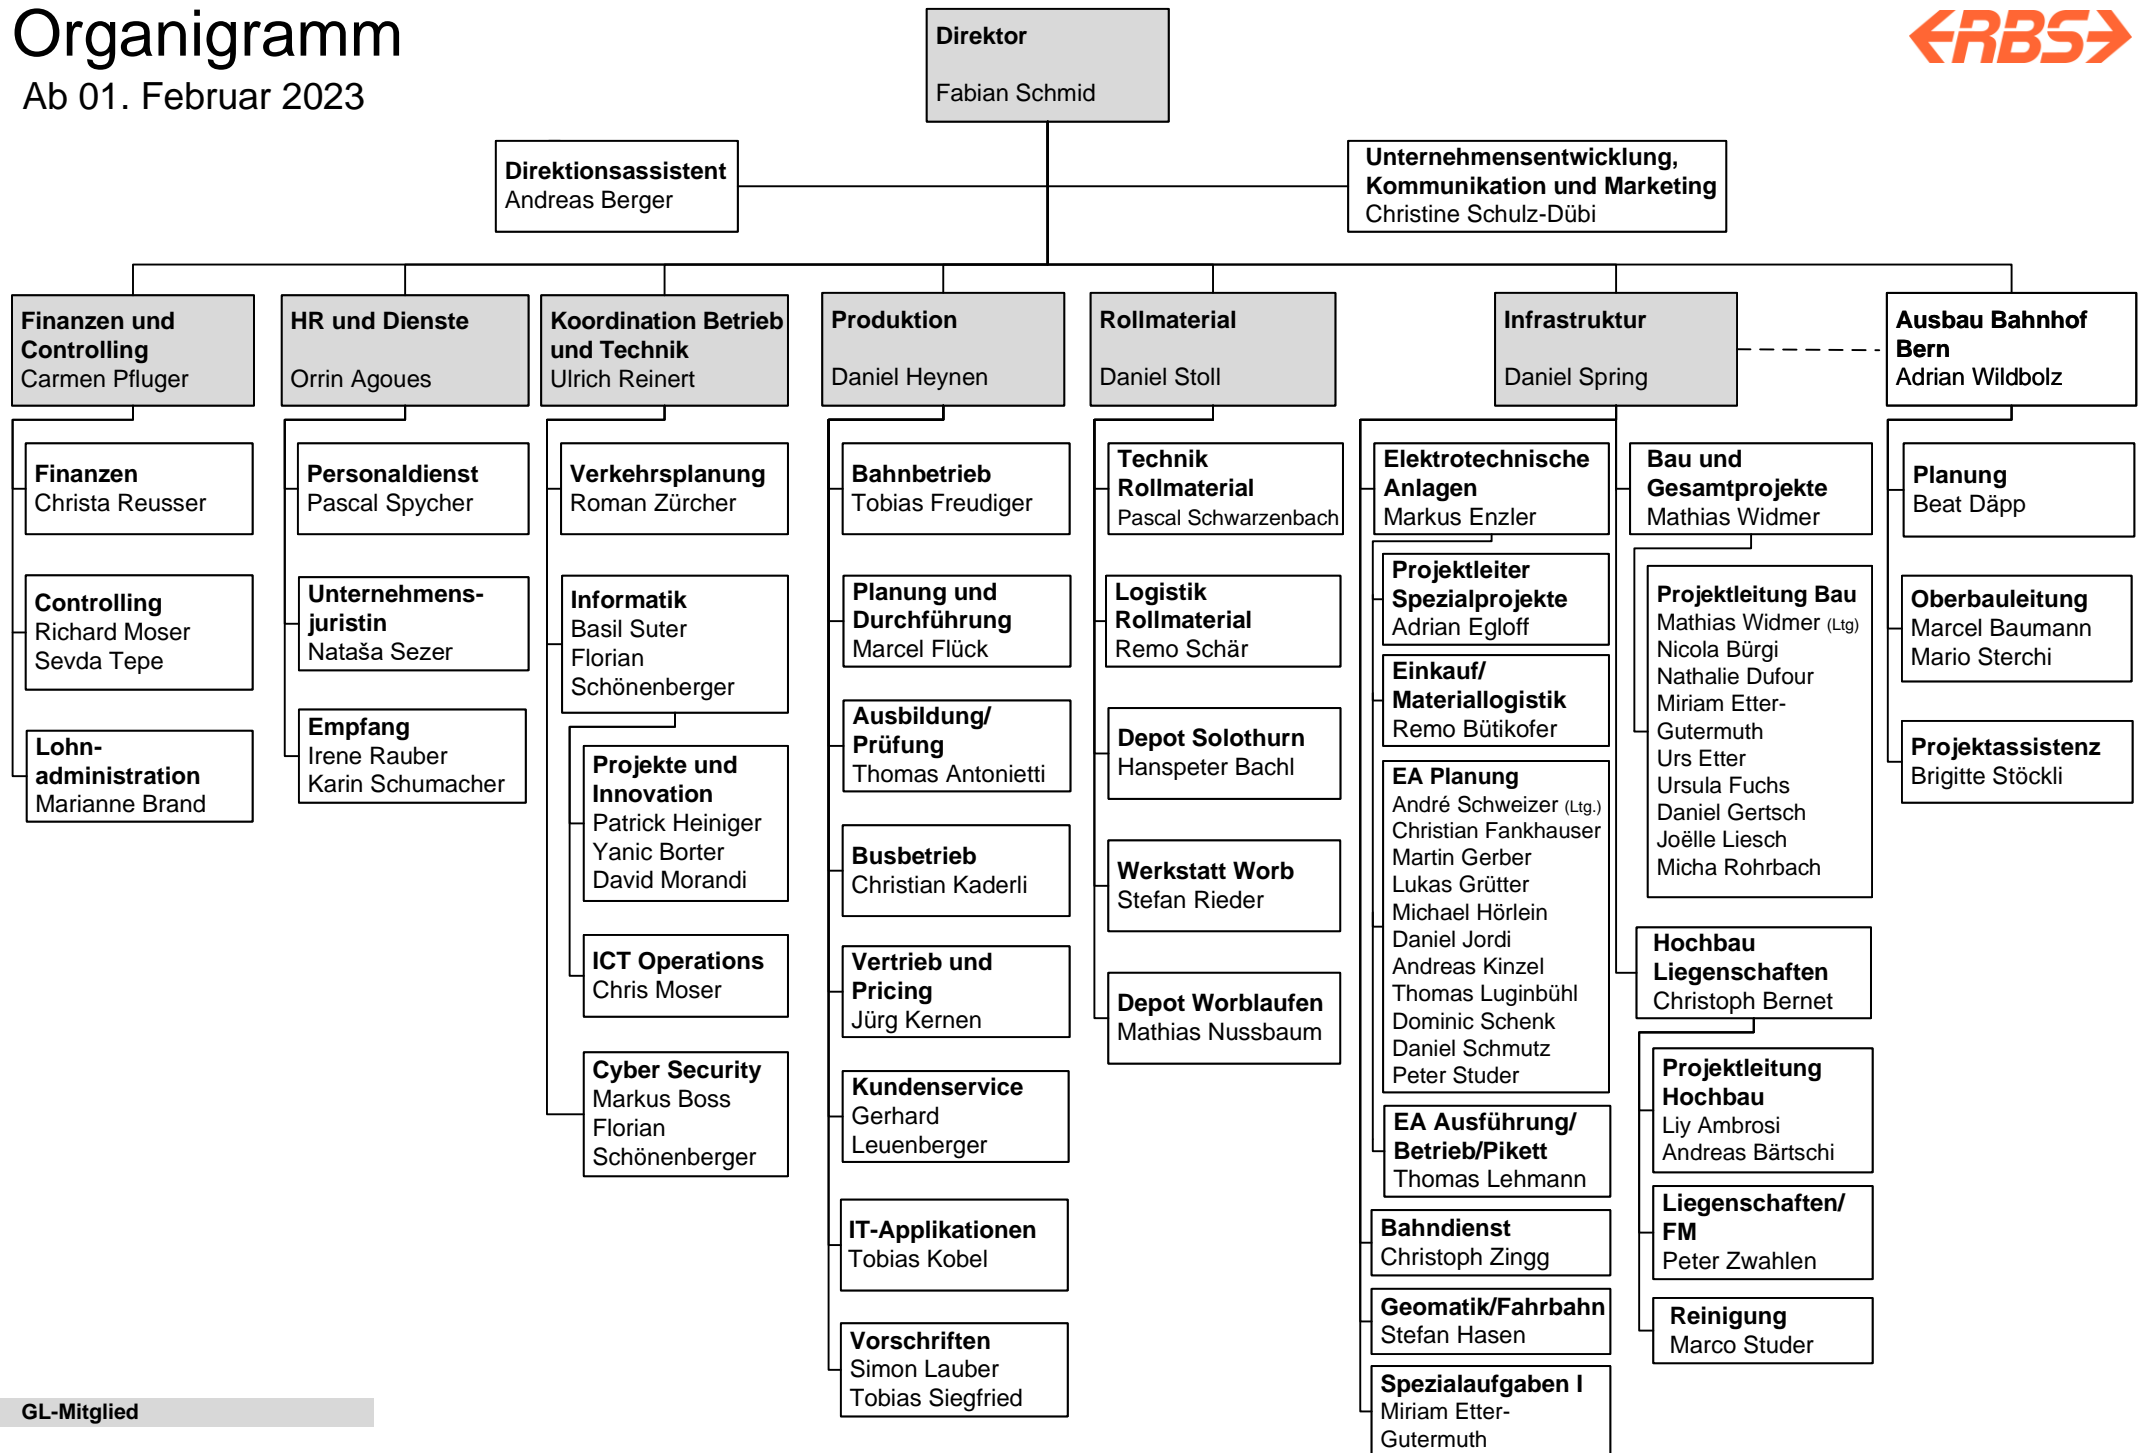 Organigramm
Ab 01. Februar 2023
Direktor
Fabian Schmid
RBS
Direktionsassistent
Andreas Berger
Unternehmensentwicklung,
Kommunikation und Marketing
Christine Schulz-Dübi
Finanzen und
Controlling
Carmen Pfluger
HR und Dienste
Orrin Agoues
Koordination Betrieb
und Technik
Ulrich Reinert
Produktion
Daniel Heynen
Rollmaterial
Daniel Stoll
Infrastruktur
Daniel Spring
Ausbau Bahnhof
Bern
Adrian Wildbolz
Finanzen
Christa Reusser
Controlling
Richard Moser
Sevda Tepe
Lohn-
administration
Marianne Brand
Personaldienst
Pascal Spycher
Unternehmens-
juristin
Nataša Sezer
Empfang
Irene Rauber
Karin Schumacher
Verkehrsplanung
Roman Zürcher
Informatik
Basil Suter
Florian
Schönenberger
Projekte und
Innovation
Patrick Heiniger
Yanic Borter
David Morandi
ICT Operations
Chris Moser
Cyber Security
Markus Boss
Florian
Schönenberger
Bahnbetrieb
Tobias Freudiger
Planung und
Durchführung
Marcel Flück
Ausbildung/
Prüfung
Thomas Antonietti
Busbetrieb
Christian Kaderli
Vertrieb und
Pricing
Jürg Kernen
Kundenservice
Gerhard
Leuenberger
IT-Applikationen
Tobias Kobel
Vorschriften
Simon Lauber
Tobias Siegfried
Technik
Rollmaterial
Pascal Schwarzenbach
Logistik
Rollmaterial
Remo Schär
Depot Solothurn
Hanspeter Bachl
Werkstatt Worb
Stefan Rieder
Depot Worblaufen
Mathias Nussbaum
Elektrotechnische
Anlagen
Markus Enzler
Projektleiter
Spezialprojekte
Adrian Egloff
Einkauf/
Materiallogistik
Remo Bütikofer
EA Planung
André Schweizer (Ltg.)
Christian Fankhauser
Martin Gerber
Lukas Grütter
Michael Hörlein
Daniel Jordi
Andreas Kinzel
Thomas Luginbühl
Dominic Schenk
Daniel Schmutz
Peter Studer
EA Ausführung/
Betrieb/Pikett
Thomas Lehmann
Bahndienst
Christoph Zingg
Geomatik/Fahrbahn
Stefan Hasen
Spezialaufgaben I
Miriam Etter-
Gutermuth
Bau und
Gesamtprojekte
Mathias Widmer
Projektleitung Bau
Mathias Widmer (Ltg)
Nicola Bürgi
Nathalie Dufour
Miriam Etter-
Gutermuth
Urs Etter
Ursula Fuchs
Daniel Gertsch
Joëlle Liesch
Micha Rohrbach
Hochbau
Liegenschaften
Christoph Bernet
Projektleitung
Hochbau
Liy Ambrosi
Andreas Bärtschi
Liegenschaften/
FM
Peter Zwahlen
Reinigung
Marco Studer
Planung
Beat Däpp
Oberbauleitung
Marcel Baumann
Mario Sterchi
Projektassistenz
Brigitte Stöckli
GL-Mitglied